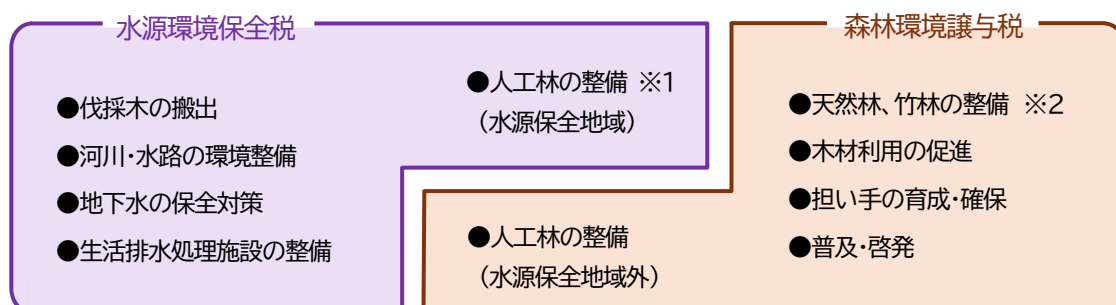 水源環境保全税
●伐採木の搬出
●河川・水路の環境整備
●地下水の保全対策
●生活排水処理施設の整備
●人工林の整備 ※1
(水源保全地域)
森林環境譲与税
●人工林の整備
(水源保全地域外)
●天然林、竹林の整備 ※2
●木材利用の促進
●担い手の育成・確保
●普及・啓発